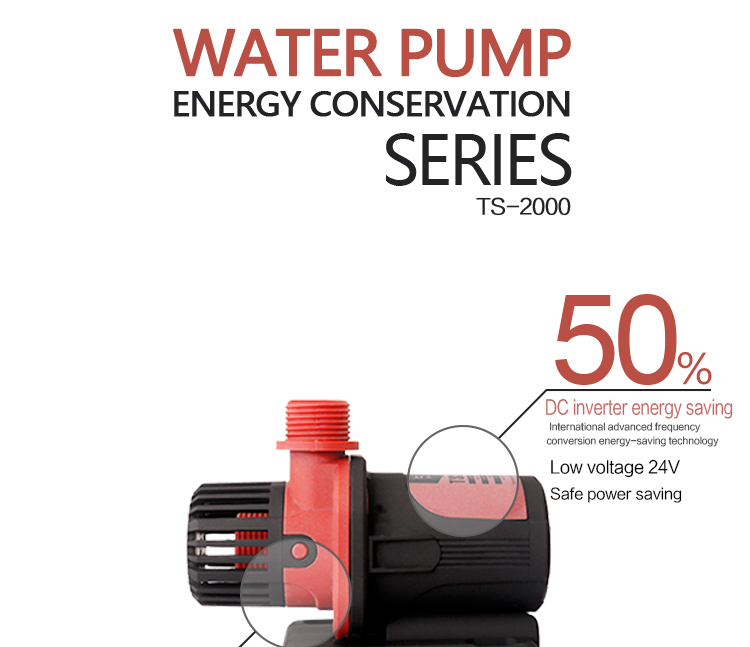 WATER PUMP
ENERGY CONSERVATION
SERIES
TS-2000
50%
DC inverter energy saving
International advanced frequency
conversion energy-saving technology
Low voltage 24V
Safe power saving